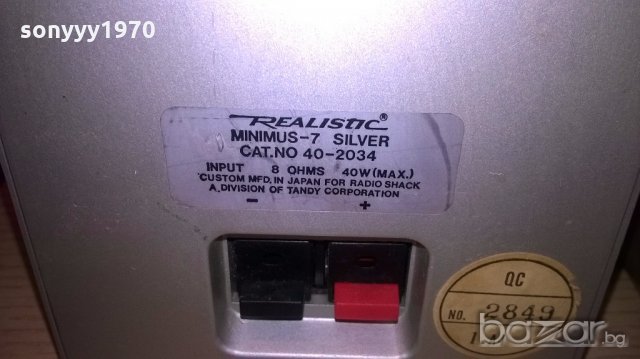 sonyyy1970
REALISTIC®
MINIMUS-7 SILVER
CAT.NO 40-2034
INPUT 8 OHMS 40W(MAX.)
CUSTOM MFD.IN JAPAN FOR RADIO SHACK
A DIVISION OF TANDY CORPORATION
− +
QC
NO. 2849
bazar.bg